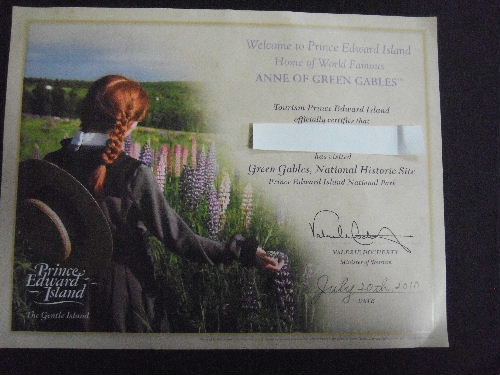 Welcome to Prince Edward Island
Home of World Famous
ANNE OF GREEN GABLES™
Tourism Prince Edward Island
officially certifies that
has visited
Green Gables, National Historic Site
Prince Edward Island National Park
VALERIE DOCHERTY
Minister of Tourism
July 20th, 2010
DATE
Prince
Edward
Island
The Gentle Island